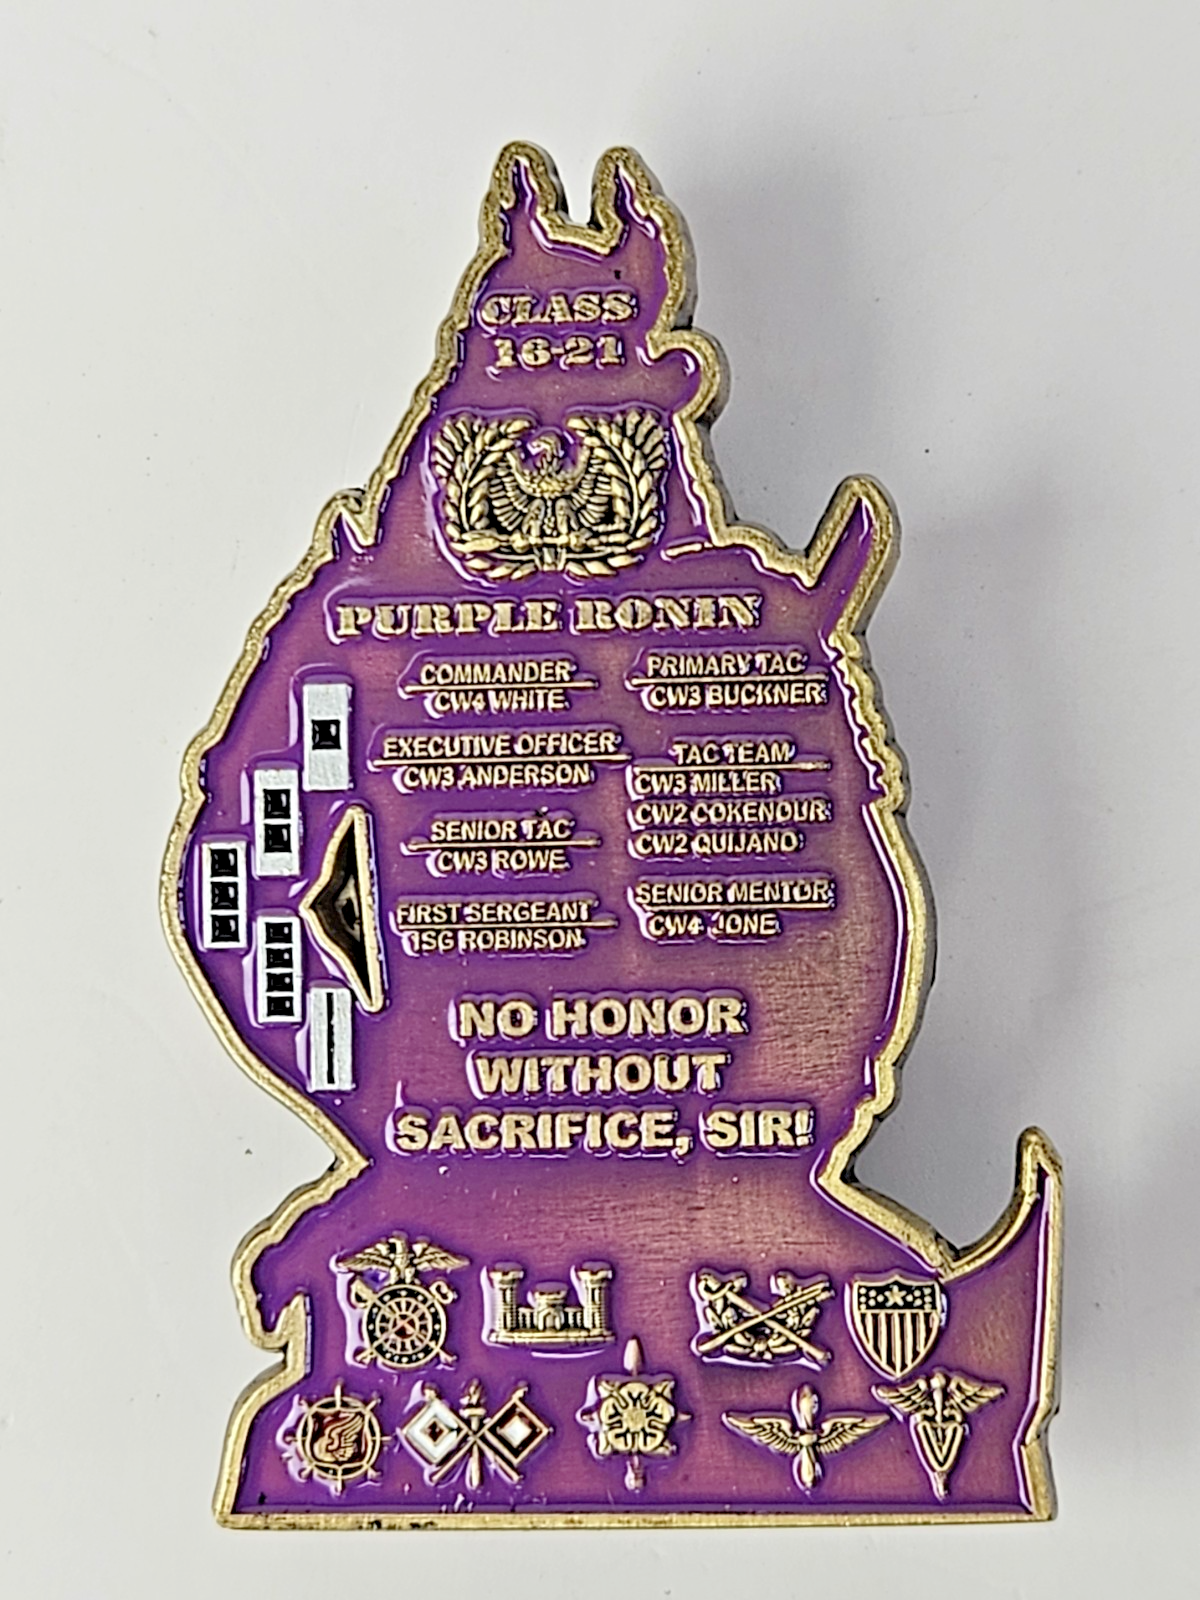 CLASS
16-21
PURPLE RONIN
COMMANDER
CW4 WHITE
EXECUTIVE OFFICER
CW3 ANDERSON
SENIOR TAC
CW3 ROWE
FIRST SERGEANT
1SG ROBINSON
PRIMARY TAC
CW3 BUCKNER
TAC TEAM
CW3 MILLER
CW2 COKENOUR
CW2 QUIJANO
SENIOR MENTOR
CW4 JONE
NO HONOR
WITHOUT
SACRIFICE, SIR!
V